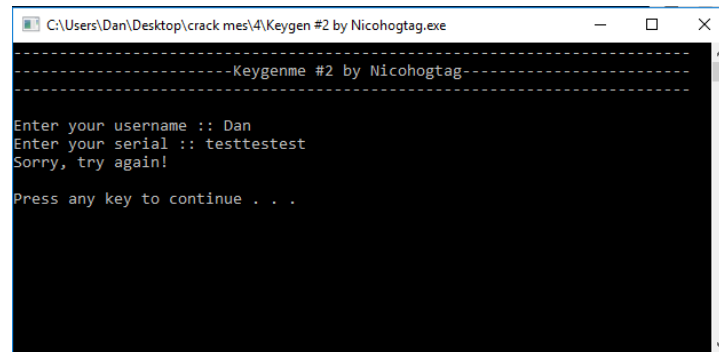 C:\Users\Dan\Desktop\crack mes\4\Keygen #2 by Nicohogtag.exe
--------------------------------------------------------------------------
------------------------Keygenme #2 by Nicohogtag-------------------------
--------------------------------------------------------------------------
Enter your username :: Dan
Enter your serial :: testtestest
Sorry, try again!
Press any key to continue . . .